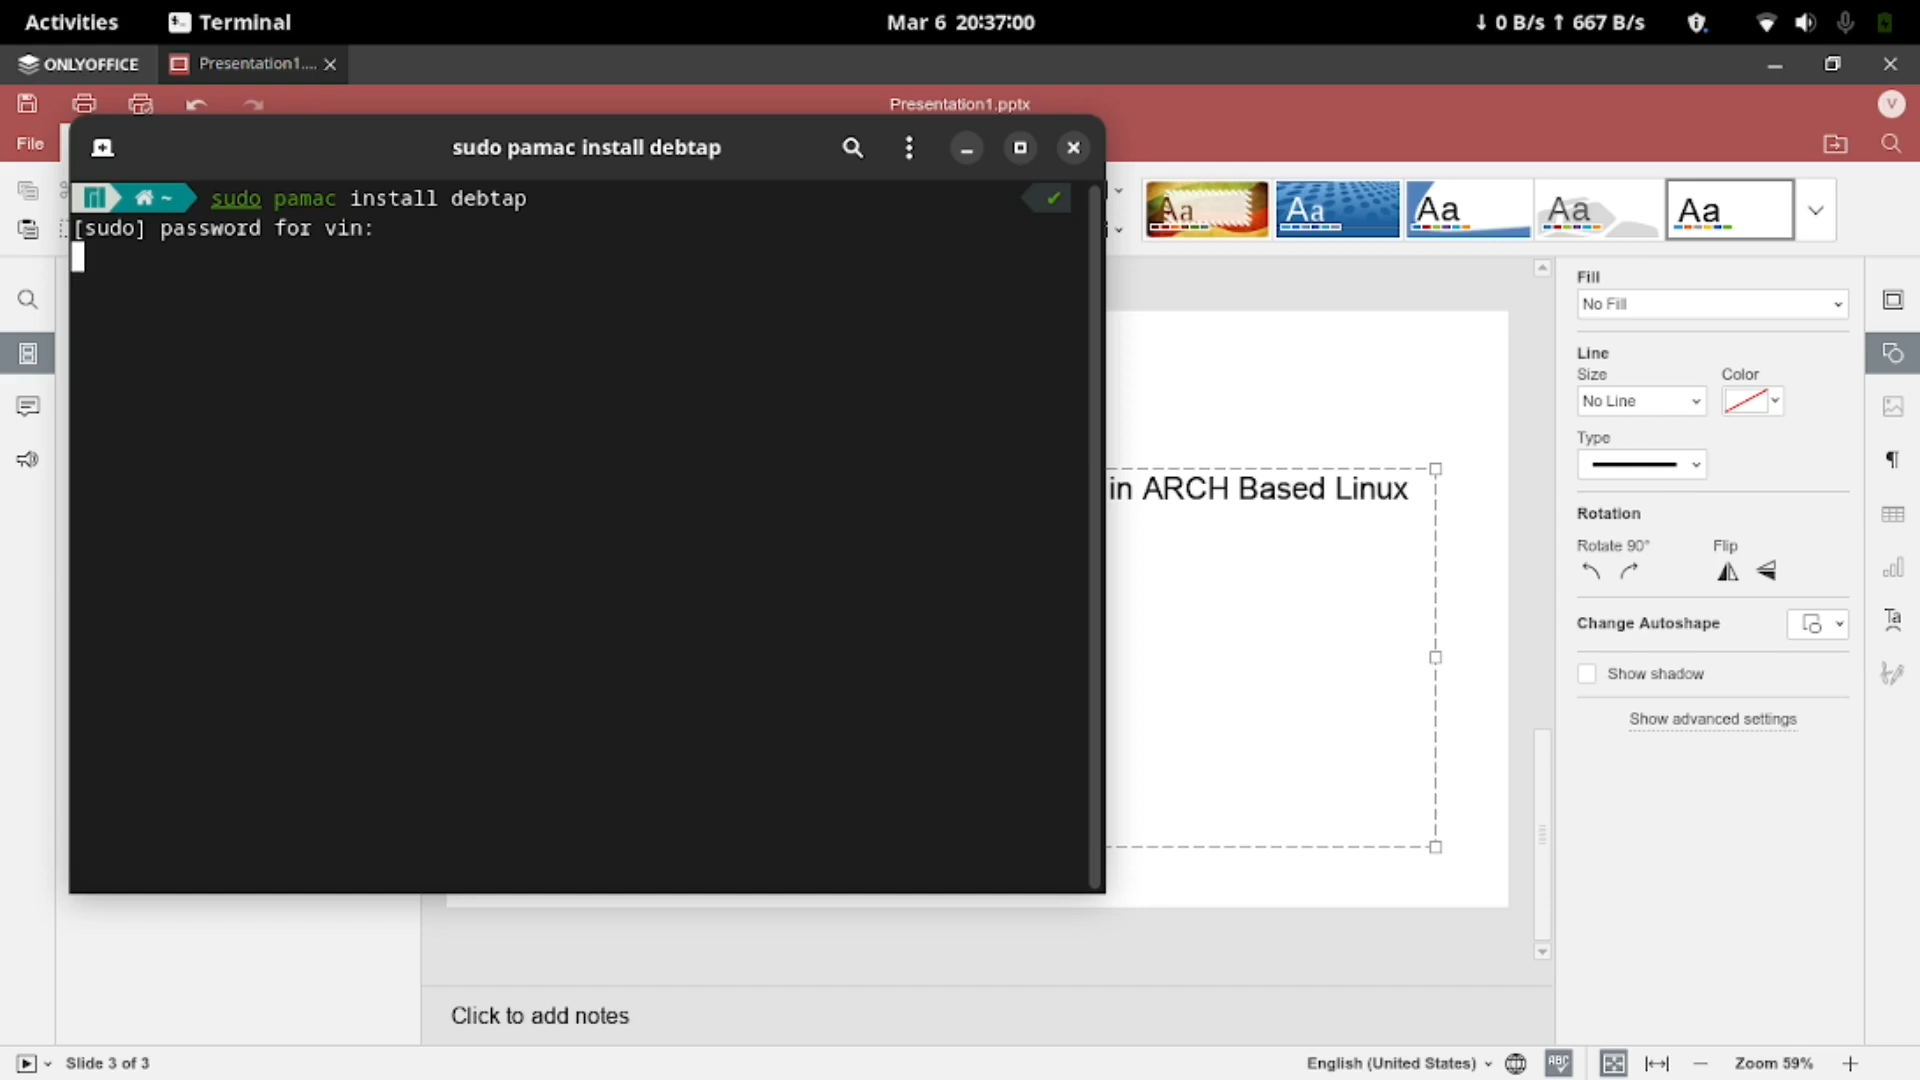 Activities Terminal Mar 6 20:37:00 ↓ 0 B/s ↑ 667 B/s
ONLYOFFICE Presentation1.... ×
Presentation1.pptx V
File
sudo pamac install debtap
~ sudo pamac install debtap ✔
[sudo] password for vin:
Aa Aa Aa Aa Aa
Fill
No Fill
Line
Size Color
No Line
Type
in ARCH Based Linux
Rotation
Rotate 90° Flip
Change Autoshape
Ta
Show shadow
Show advanced settings
Click to add notes
Slide 3 of 3 English (United States) ABC Zoom 59%